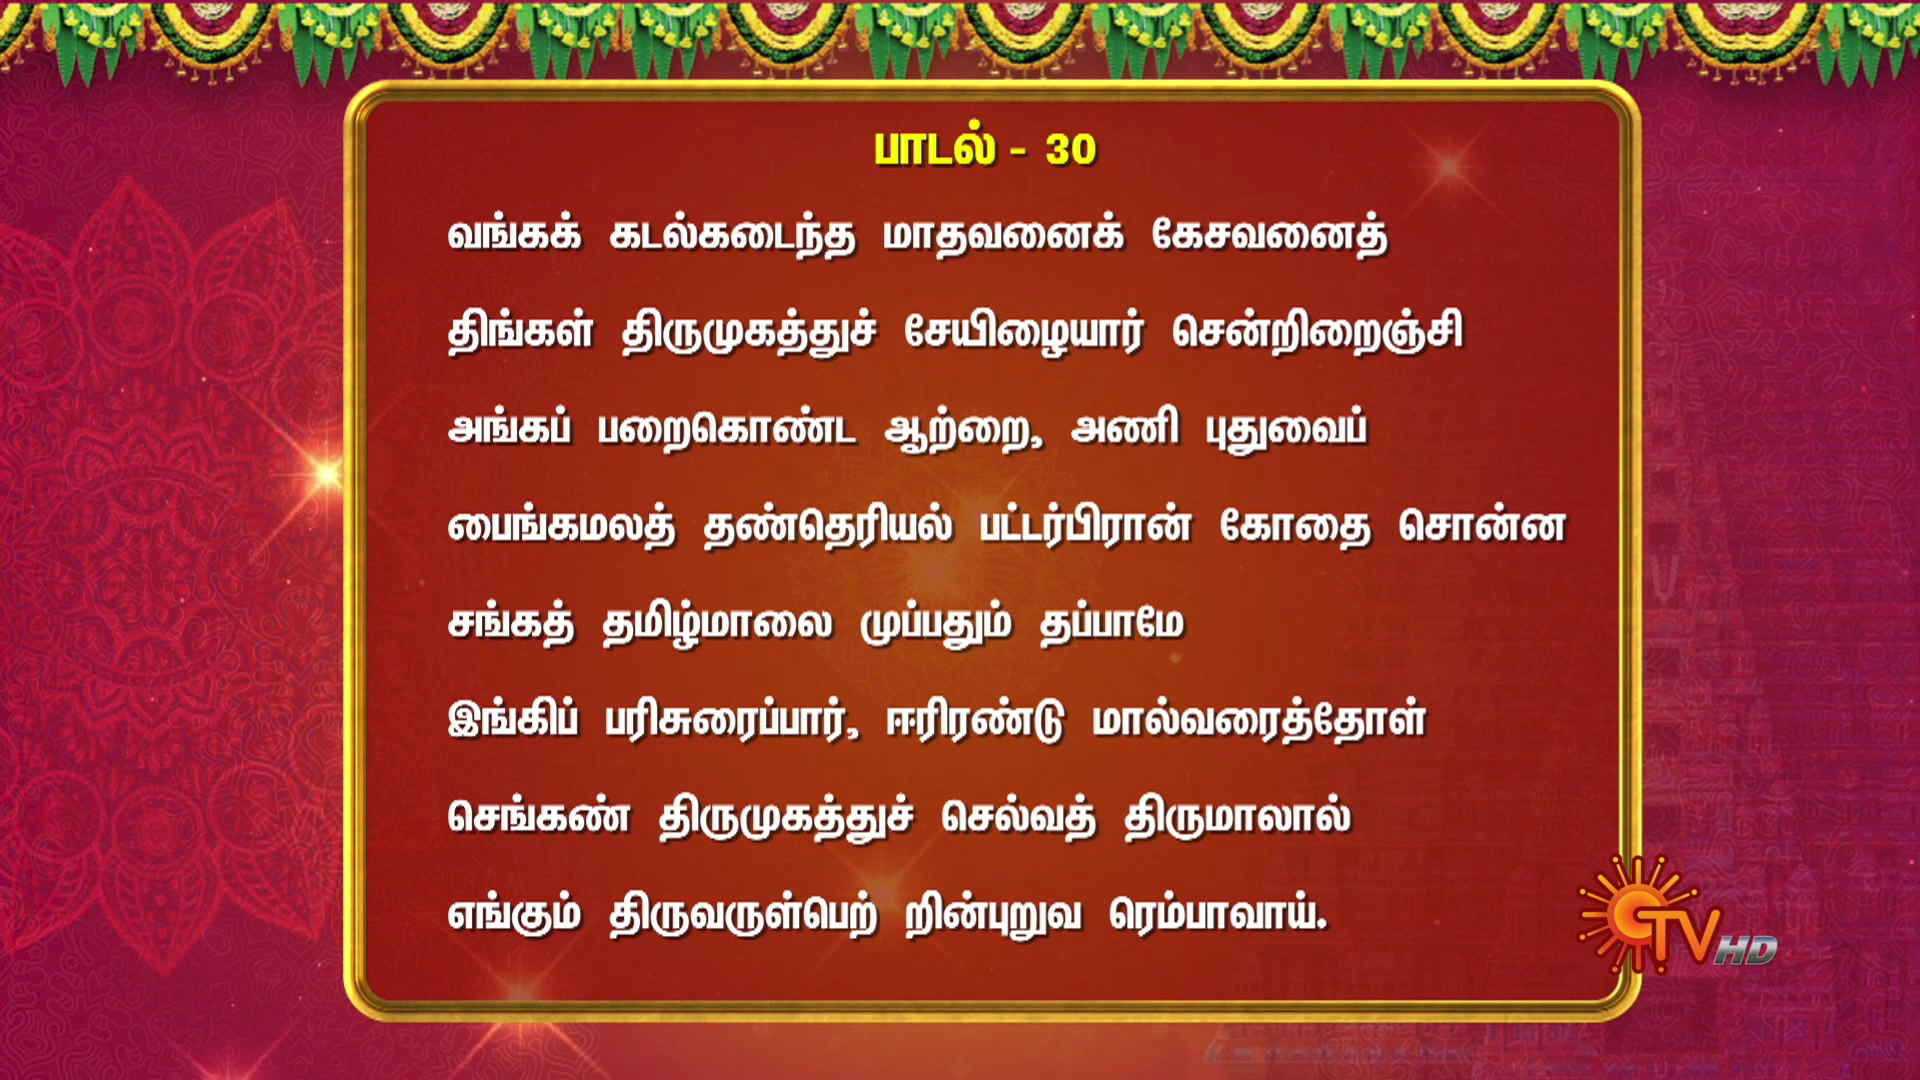 பாடல் - 30
வங்கக் கடல்கடைந்த மாதவனைக் கேசவனைத்
திங்கள் திருமுகத்துச் சேயிழையார் சென்றிறைஞ்சி
அங்கப் பறைகொண்ட ஆற்றை, அணி புதுவைப்
பைங்கமலத் தண்தெரியல் பட்டர்பிரான் கோதை சொன்ன
சங்கத் தமிழ்மாலை முப்பதும் தப்பாமே
இங்கிப் பரிசுரைப்பார், ஈரிரண்டு மால்வரைத்தோள்
செங்கண் திருமுகத்துச் செல்வத் திருமாலால்
எங்கும் திருவருள்பெற் றின்புறுவ ரெம்பாவாய்.
TV HD